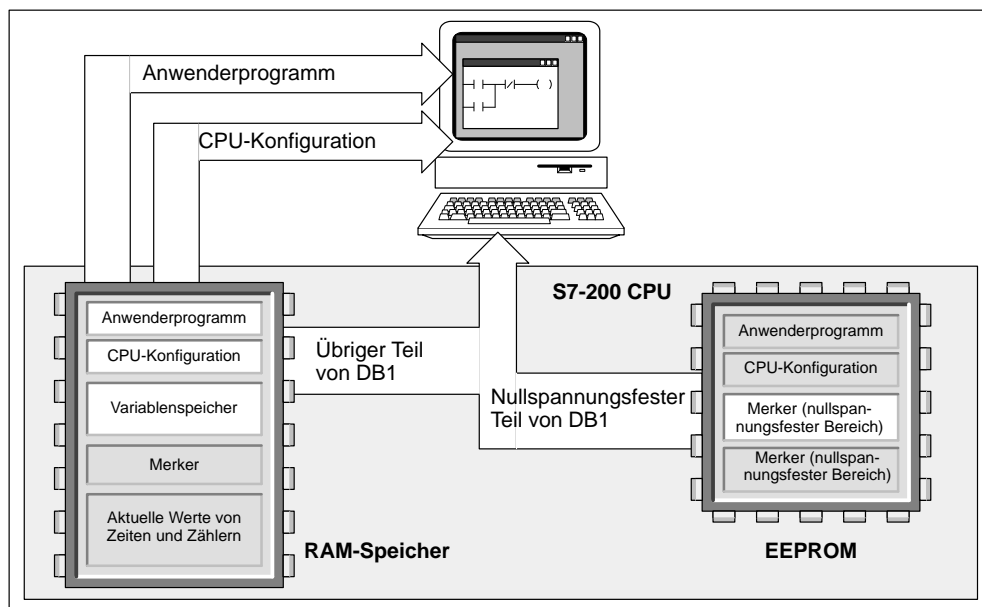 Anwenderprogramm
CPU-Konfiguration
S7-200 CPU
Anwenderprogramm
CPU-Konfiguration
Variablenspeicher
Merker
Aktuelle Werte von
Zeiten und Zählern
RAM-Speicher
Übriger Teil
von DB1
Nullspannungsfester
Teil von DB1
Anwenderprogramm
CPU-Konfiguration
Merker (nullspan-
nungsfester Bereich)
Merker (nullspan-
nungsfester Bereich)
EEPROM